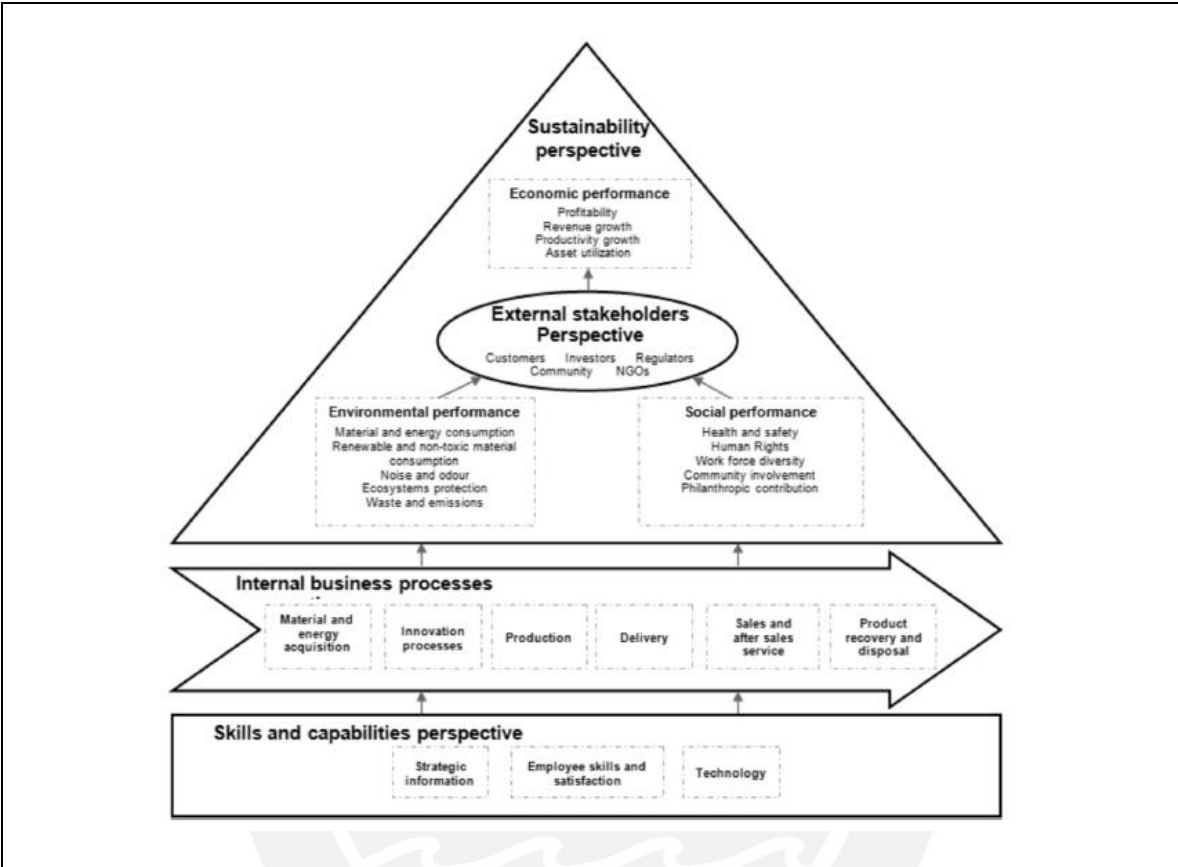 Sustainability
perspective
Economic performance
Profitability
Revenue growth
Productivity growth
Asset utilization
External stakeholders
Perspective
Customers Investors Regulators
Community NGOs
Environmental performance
Material and energy consumption
Renewable and non-toxic material
consumption
Noise and odour
Ecosystems protection
Waste and emissions
Social performance
Health and safety
Human Rights
Work force diversity
Community involvement
Philanthropic contribution
Internal business processes
Material and
energy
acquisition
Innovation
processes
Production
Delivery
Sales and
after sales
service
Product
recovery and
disposal
Skills and capabilities perspective
Strategic
information
Employee skills and
satisfaction
Technology